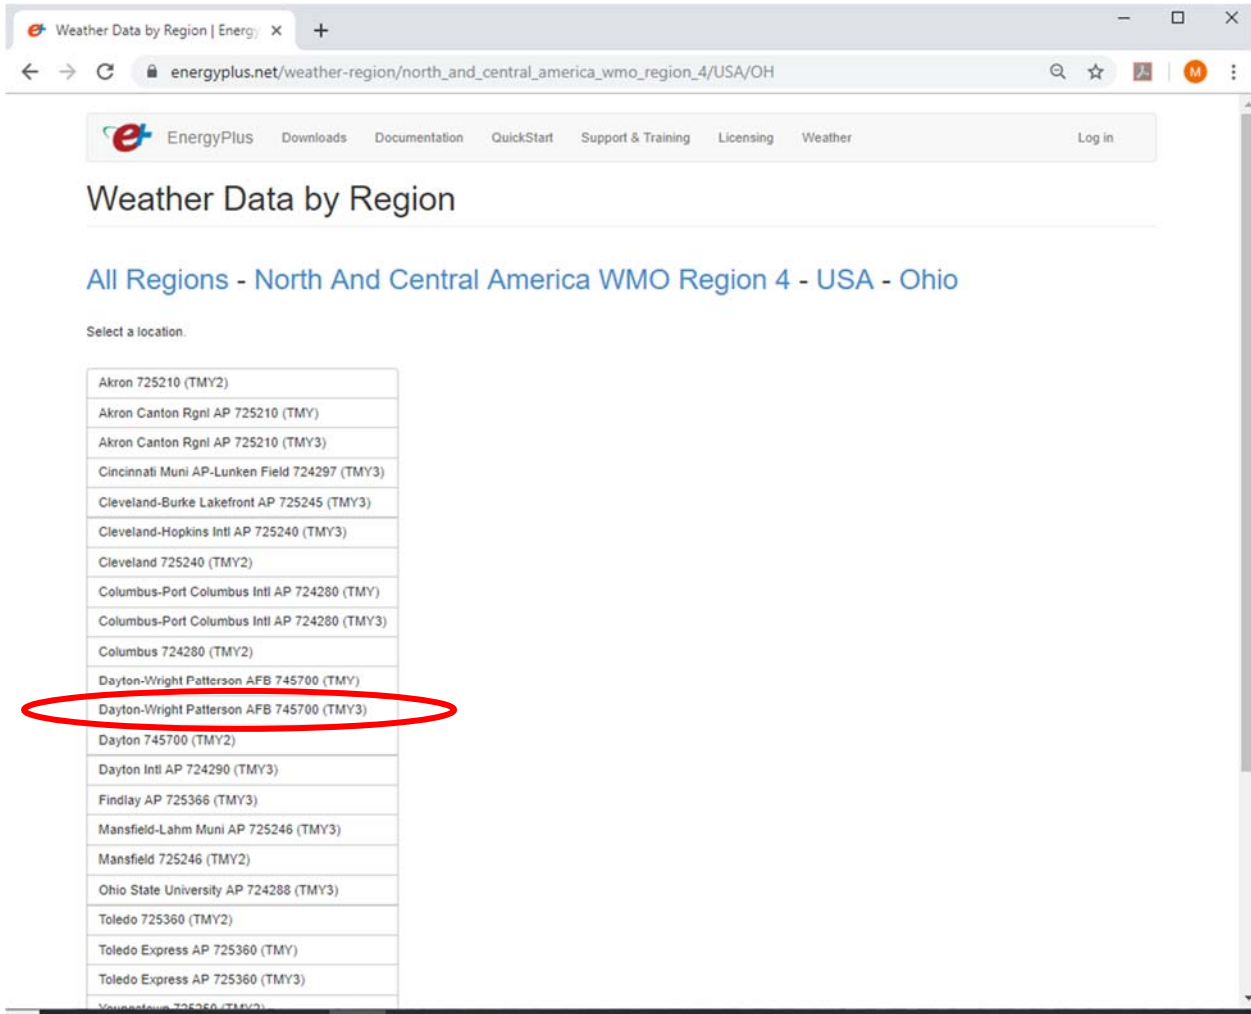 Weather Data by Region | Energy
energyplus.net/weather-region/north_and_central_america_wmo_region_4/USA/OH
M
EnergyPlus Downloads Documentation QuickStart Support & Training Licensing Weather Log in
Weather Data by Region
All Regions - North And Central America WMO Region 4 - USA - Ohio
Select a location.
Akron 725210 (TMY2)
Akron Canton Rgnl AP 725210 (TMY)
Akron Canton Rgnl AP 725210 (TMY3)
Cincinnati Muni AP-Lunken Field 724297 (TMY3)
Cleveland-Burke Lakefront AP 725245 (TMY3)
Cleveland-Hopkins Intl AP 725240 (TMY3)
Cleveland 725240 (TMY2)
Columbus-Port Columbus Intl AP 724280 (TMY)
Columbus-Port Columbus Intl AP 724280 (TMY3)
Columbus 724280 (TMY2)
Dayton-Wright Patterson AFB 745700 (TMY)
Dayton-Wright Patterson AFB 745700 (TMY3)
Dayton 745700 (TMY2)
Dayton Intl AP 724290 (TMY3)
Findlay AP 725366 (TMY3)
Mansfield-Lahm Muni AP 725246 (TMY3)
Mansfield 725246 (TMY2)
Ohio State University AP 724288 (TMY3)
Toledo 725360 (TMY2)
Toledo Express AP 725360 (TMY)
Toledo Express AP 725360 (TMY3)
Youngstown 725250 (TMY2)